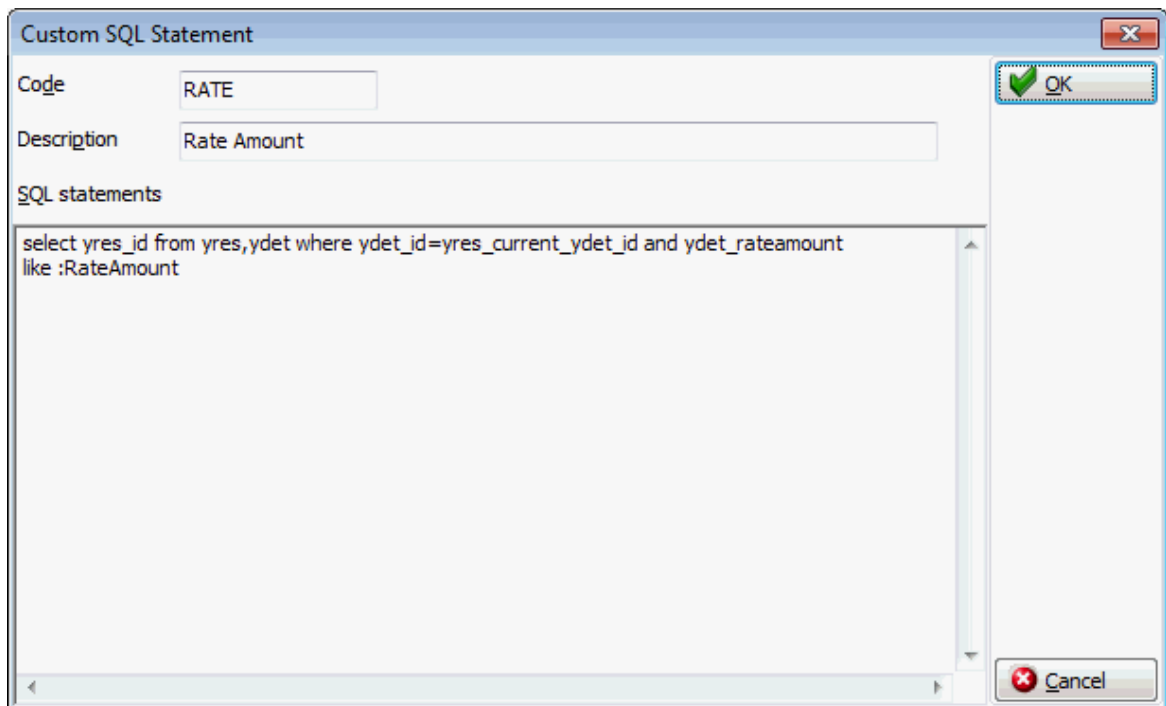 Custom SQL Statement
Code
RATE
OK
Description
Rate Amount
SQL statements
select yres_id from yres,ydet where ydet_id=yres_current_ydet_id and ydet_rateamount
like :RateAmount
Cancel